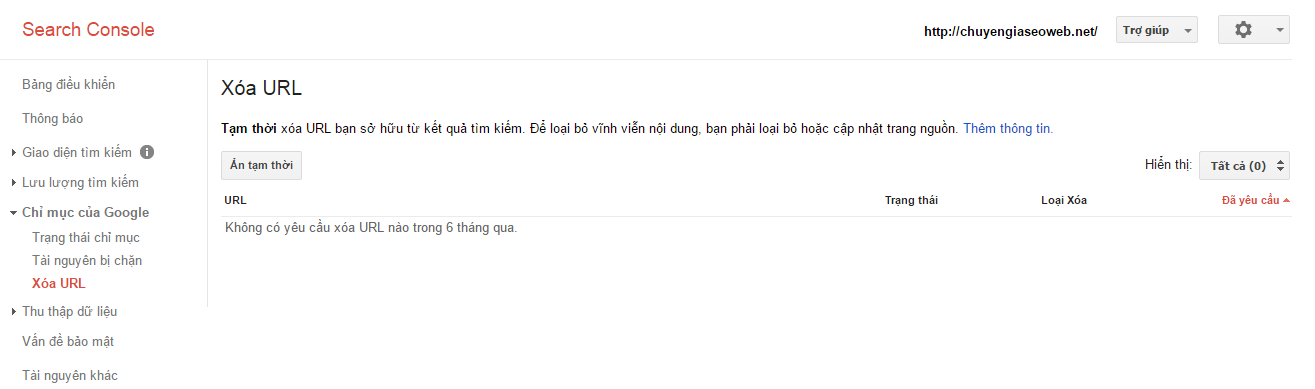 Search Console
http://chuyengiaseoweb.net/
Trợ giúp
Bảng điều khiển
Thông báo
Giao diện tìm kiếm
Lưu lượng tìm kiếm
Chỉ mục của Google
Trạng thái chỉ mục
Tài nguyên bị chặn
Xóa URL
Thu thập dữ liệu
Vấn đề bảo mật
Tài nguyên khác
Xóa URL
Tạm thời xóa URL bạn sở hữu từ kết quả tìm kiếm. Để loại bỏ vĩnh viễn nội dung, bạn phải loại bỏ hoặc cập nhật trang nguồn. Thêm thông tin.
Ẩn tạm thời
Hiển thị: Tất cả (0)
URL Trạng thái Loại Xóa Đã yêu cầu
Không có yêu cầu xóa URL nào trong 6 tháng qua.